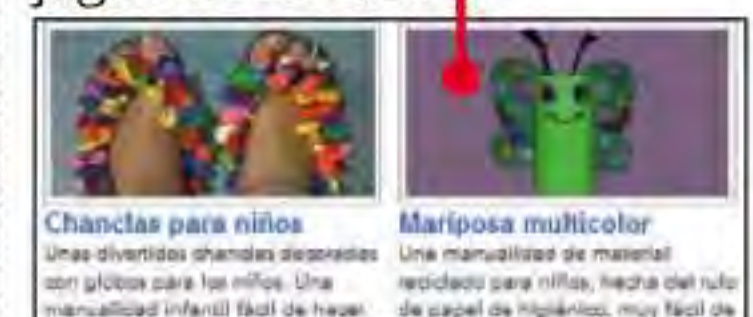 Chanclas para niños
Unas divertidas chanclas decoradas
con globos para los niños. Una
manualidad infantil fácil de hacer.
Mariposa multicolor
Una manualidad de material
reciclado para niños, hecha del rulo
de papel de higiénico, muy fácil de